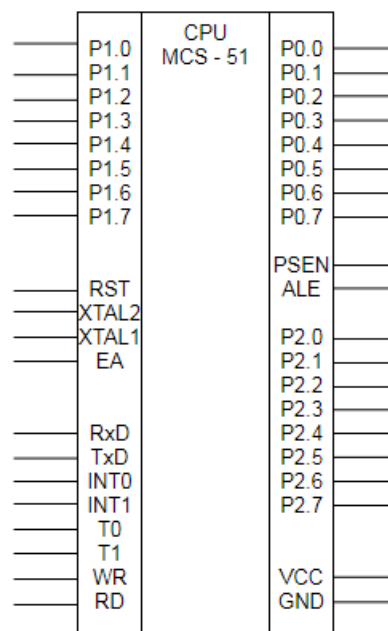 CPU
MCS - 51
P1.0
P1.1
P1.2
P1.3
P1.4
P1.5
P1.6
P1.7
RST
XTAL2
XTAL1
EA
RxD
TxD
INT0
INT1
T0
T1
WR
RD
P0.0
P0.1
P0.2
P0.3
P0.4
P0.5
P0.6
P0.7
PSEN
ALE
P2.0
P2.1
P2.2
P2.3
P2.4
P2.5
P2.6
P2.7
VCC
GND